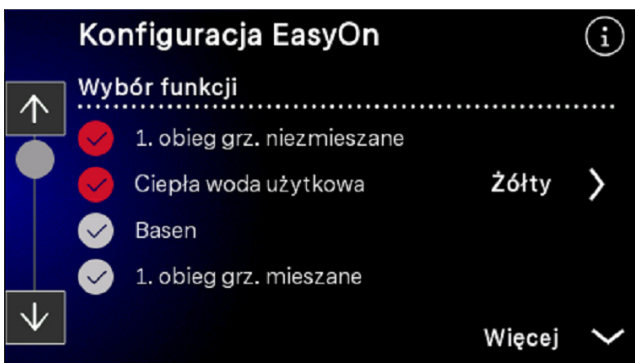 Konfiguracja EasyOn
Wybór funkcji
1. obieg grz. niezmieszane
Ciepła woda użytkowa Żółty
Basen
1. obieg grz. mieszane
Więcej